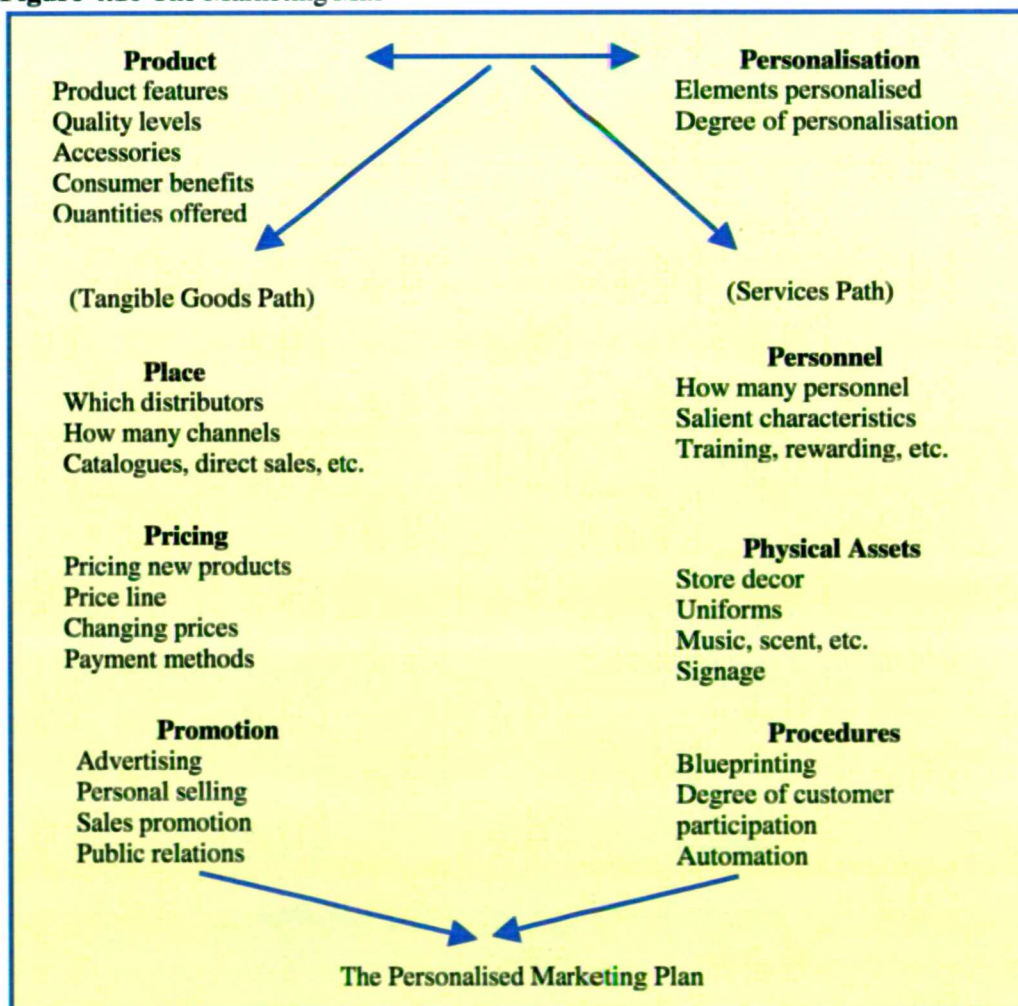 Figure The Marketing
Product
Product features
Quality levels
Accessories
Consumer benefits
Quantities offered
Personalisation
Elements personalised
Degree of personalisation
(Tangible Goods Path)
(Services Path)
Place
Which distributors
How many channels
Catalogues, direct sales, etc.
Personnel
How many personnel
Salient characteristics
Training, rewarding, etc.
Pricing
Pricing new products
Price line
Changing prices
Payment methods
Physical Assets
Store decor
Uniforms
Music, scent, etc.
Signage
Promotion
Advertising
Personal selling
Sales promotion
Public relations
Procedures
Blueprinting
Degree of customer
participation
Automation
The Personalised Marketing Plan